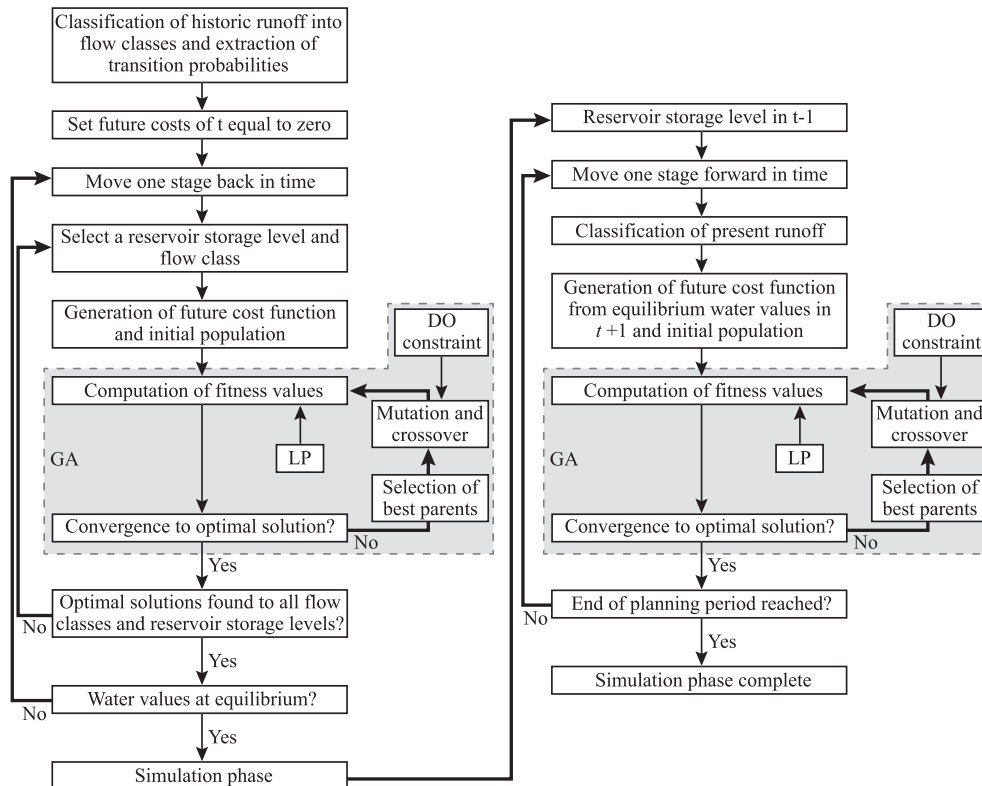 Classification of historic runoff into
flow classes and extraction of
transition probabilities
Set future costs of t equal to zero
Move one stage back in time
Select a reservoir storage level and
flow class
Generation of future cost function
and initial population
DO
constraint
Computation of fitness values
Mutation and
crossover
LP
GA
Selection of
best parents
Convergence to optimal solution?
No
Yes
Optimal solutions found to all flow
classes and reservoir storage levels?
No
Yes
Water values at equilibrium?
No
Yes
Simulation phase
Reservoir storage level in t-1
Move one stage forward in time
Classification of present runoff
Generation of future cost function
from equilibrium water values in
t +1 and initial population
DO
constraint
Computation of fitness values
Mutation and
crossover
LP
GA
Selection of
best parents
Convergence to optimal solution?
No
Yes
End of planning period reached?
No
Yes
Simulation phase complete